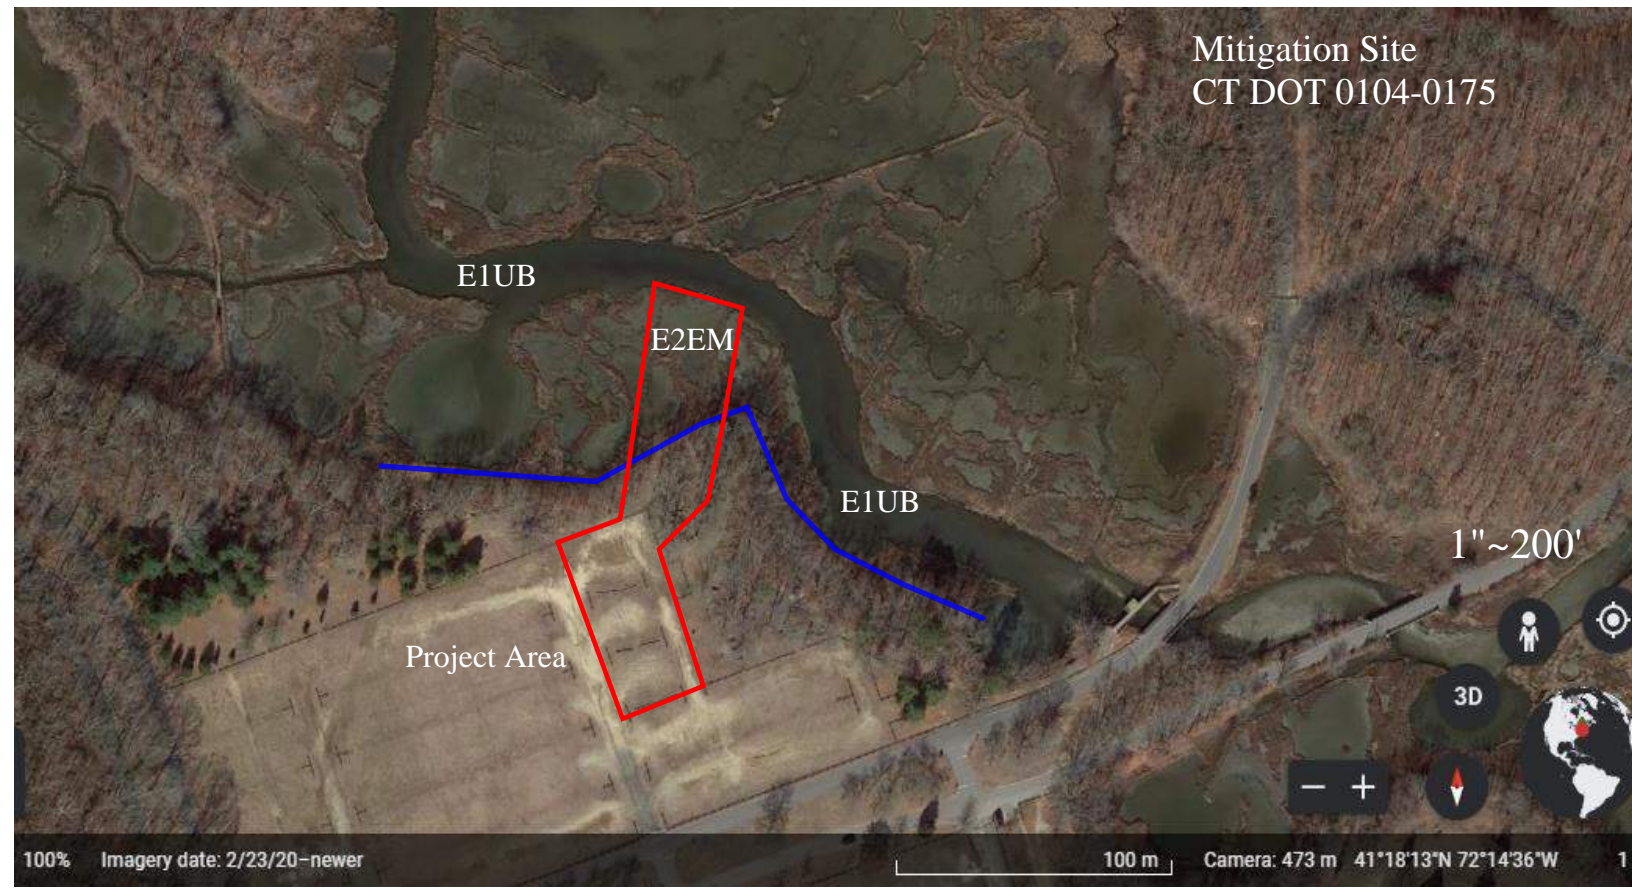 Mitigation Site
CT DOT 0104-0175
E1UB
E2EM
E1UB
1"~200'
Project Area
3D
100% Imagery date: 2/23/20–newer 100 m Camera: 473 m 41°18'13"N 72°14'36"W 1